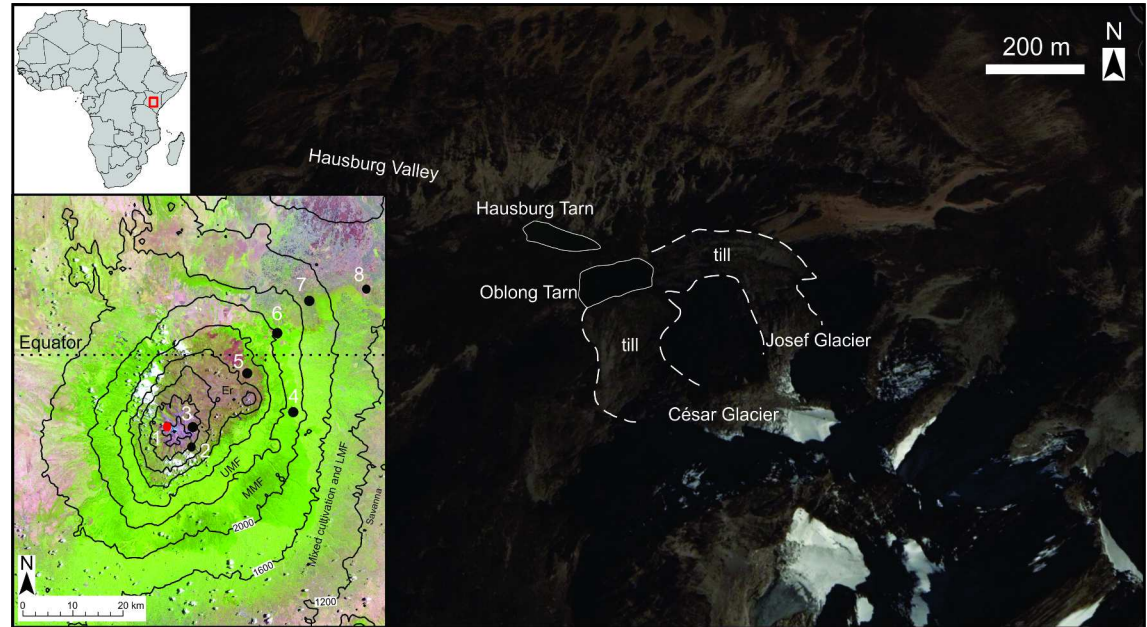 N
200 m
Hausburg Valley
Hausburg Tarn
till
Oblong Tarn
till
Josef Glacier
César Glacier
8
7
6
Equator
5
Er
4
3
1
2
UMF
MMF
2000
Mixed cultivation and LMF
Savanna
1600
1200
N
0 10 20 km